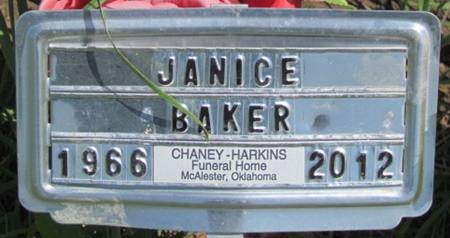 JANICE
BAKER
1966
CHANEY-HARKINS
Funeral Home
McAlester, Oklahoma
2012